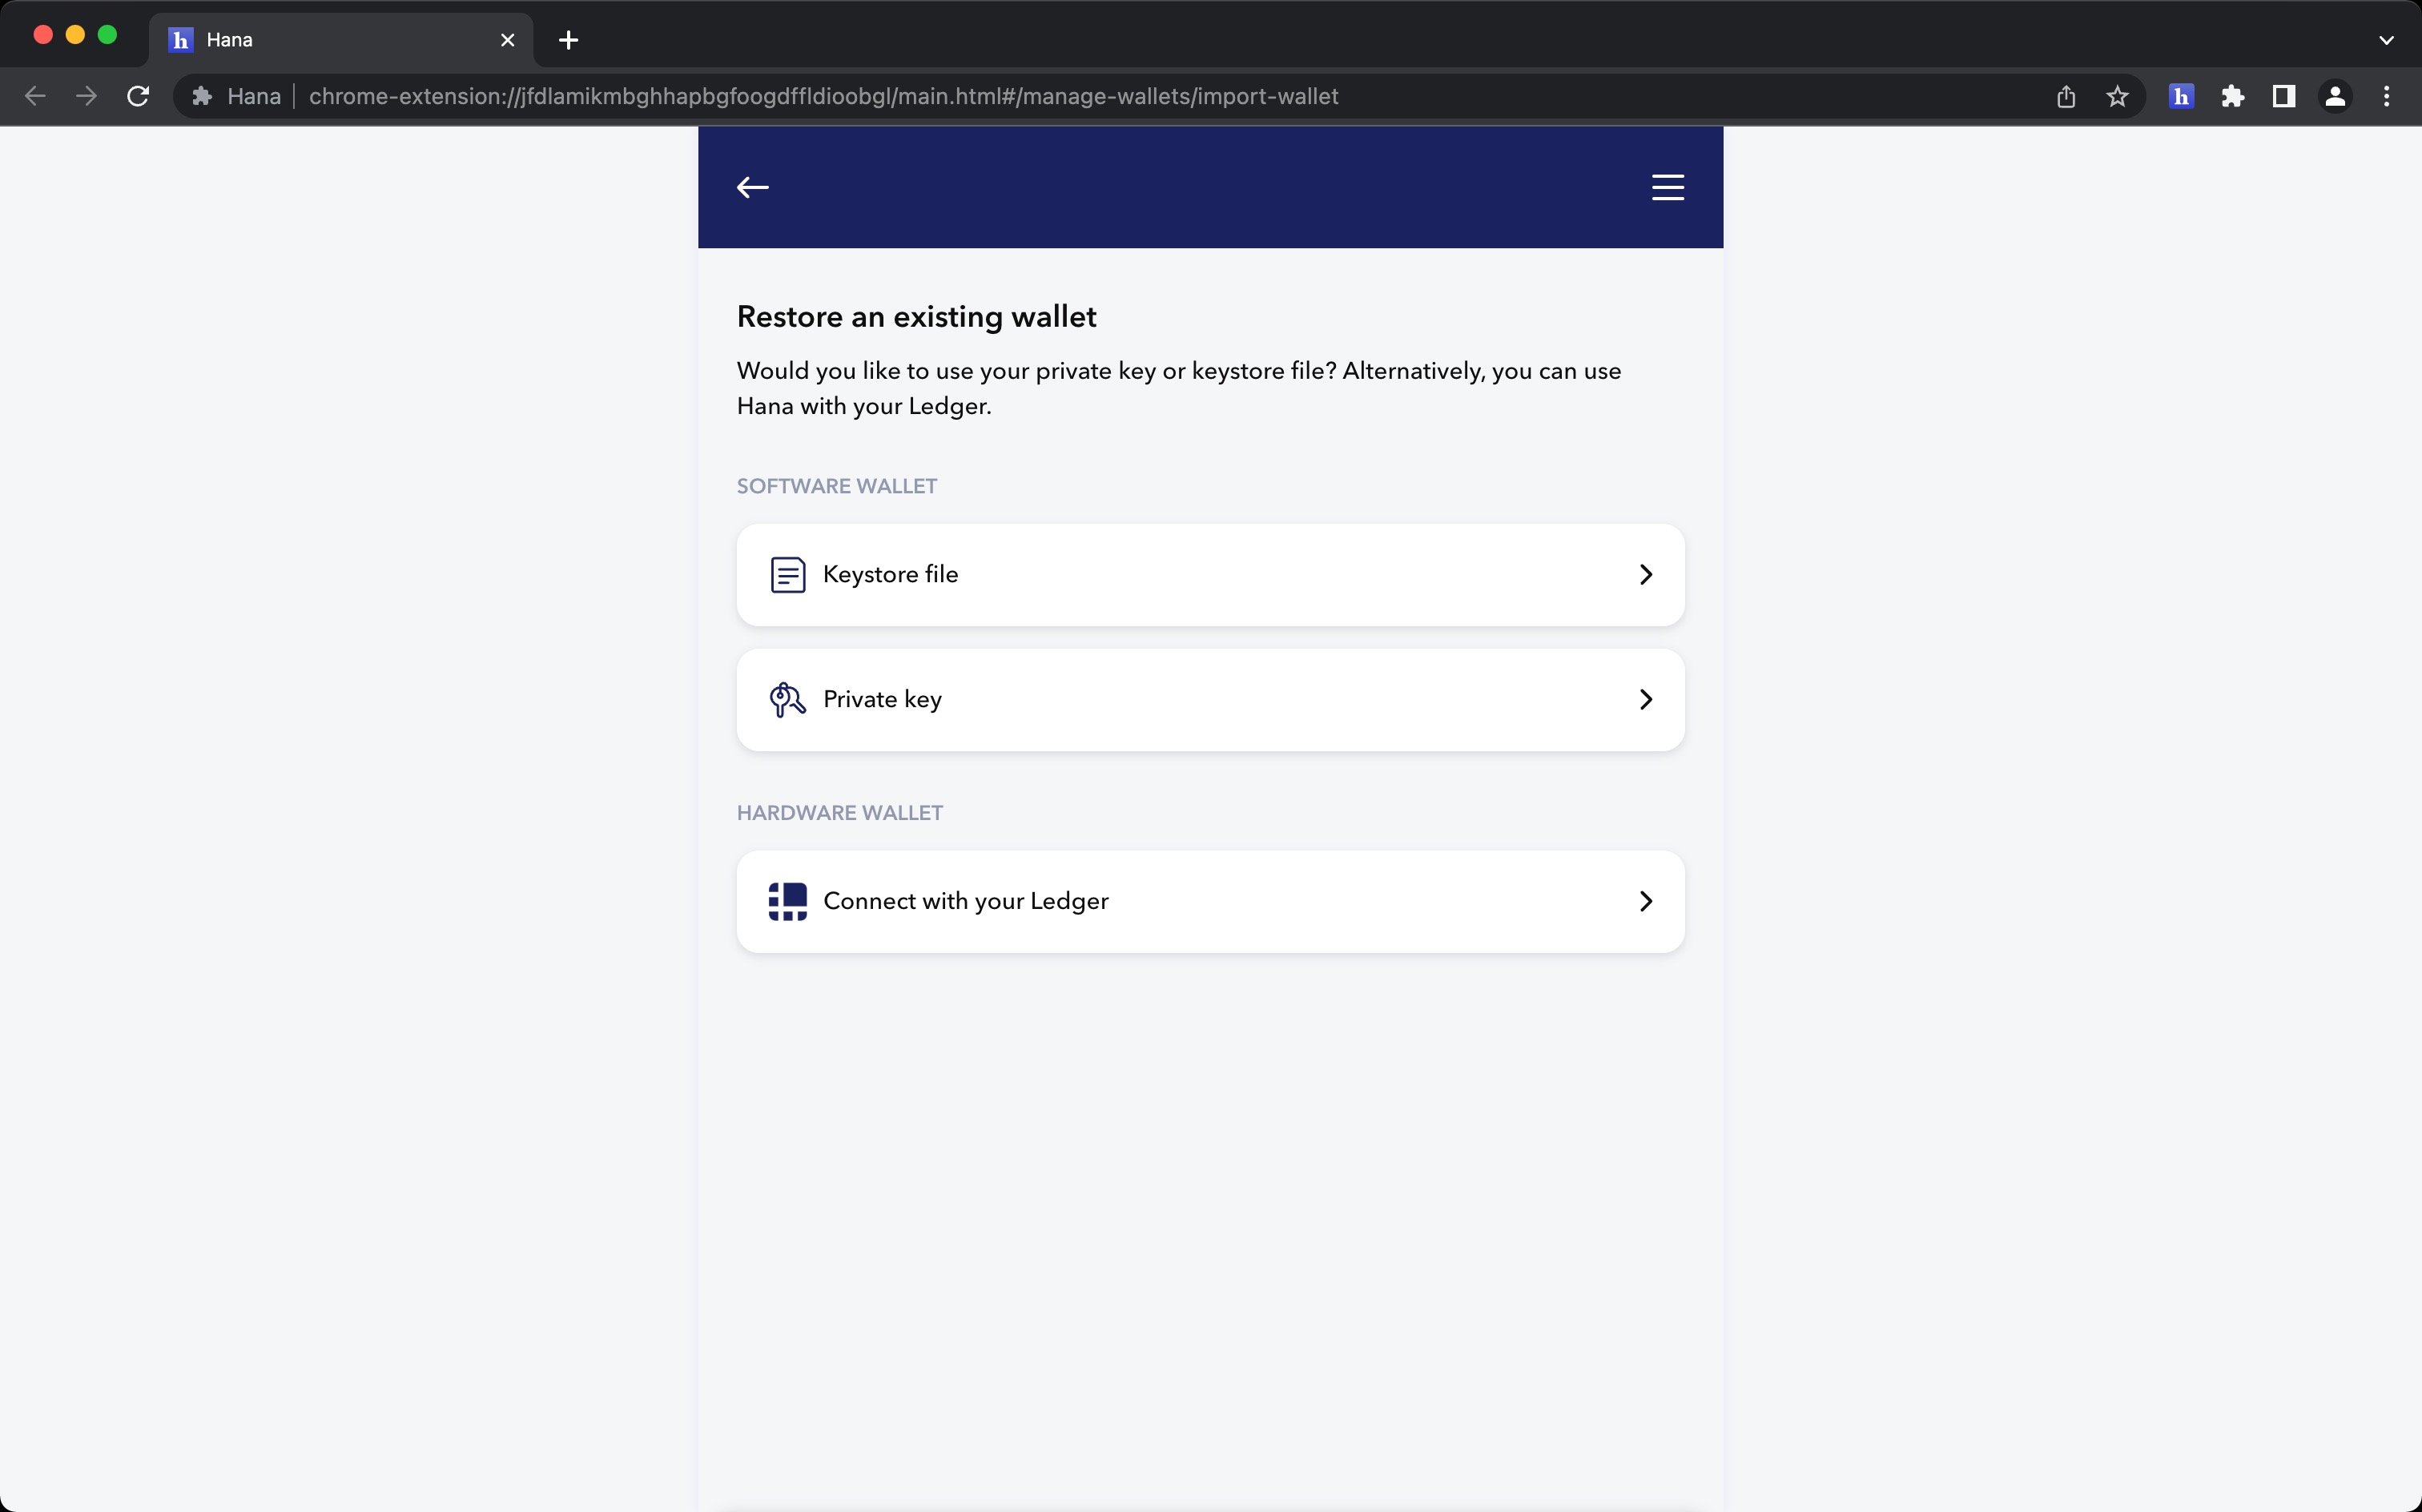 h Hana
Hana chrome-extension://jfdlamikmbghhapbgfoogdffldioobgl/main.html#/manage-wallets/import-wallet h
Restore an existing wallet
Would you like to use your private key or keystore file? Alternatively, you can use
Hana with your Ledger.
SOFTWARE WALLET
Keystore file
Private key
HARDWARE WALLET
Connect with your Ledger